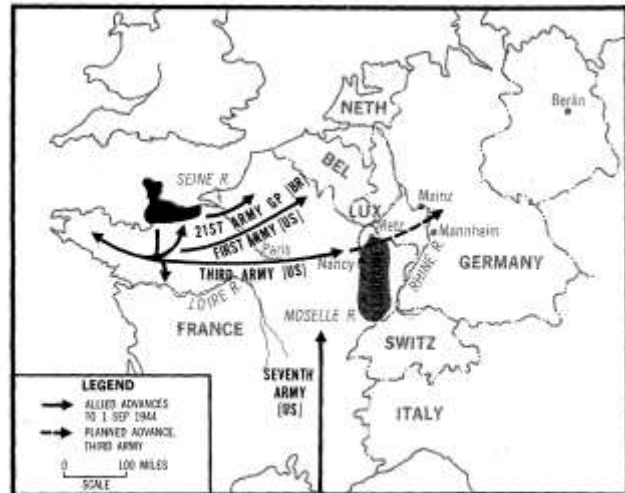 NETH
Berlin
BEL
SEINE R.
21ST ARMY GP (BR)
FIRST ARMY (US)
LUX
Mainz
Metz
Mannheim
Paris
THIRD ARMY (US)
Nancy
RHINE R.
GERMANY
LOIRE R.
MOSELLE R.
FRANCE
SWITZ
SEVENTH
ARMY
(US)
ITALY
LEGEND
ALLIED ADVANCES
TO 1 SEP 1944
PLANNED ADVANCE,
THIRD ARMY
0 100 MILES
SCALE